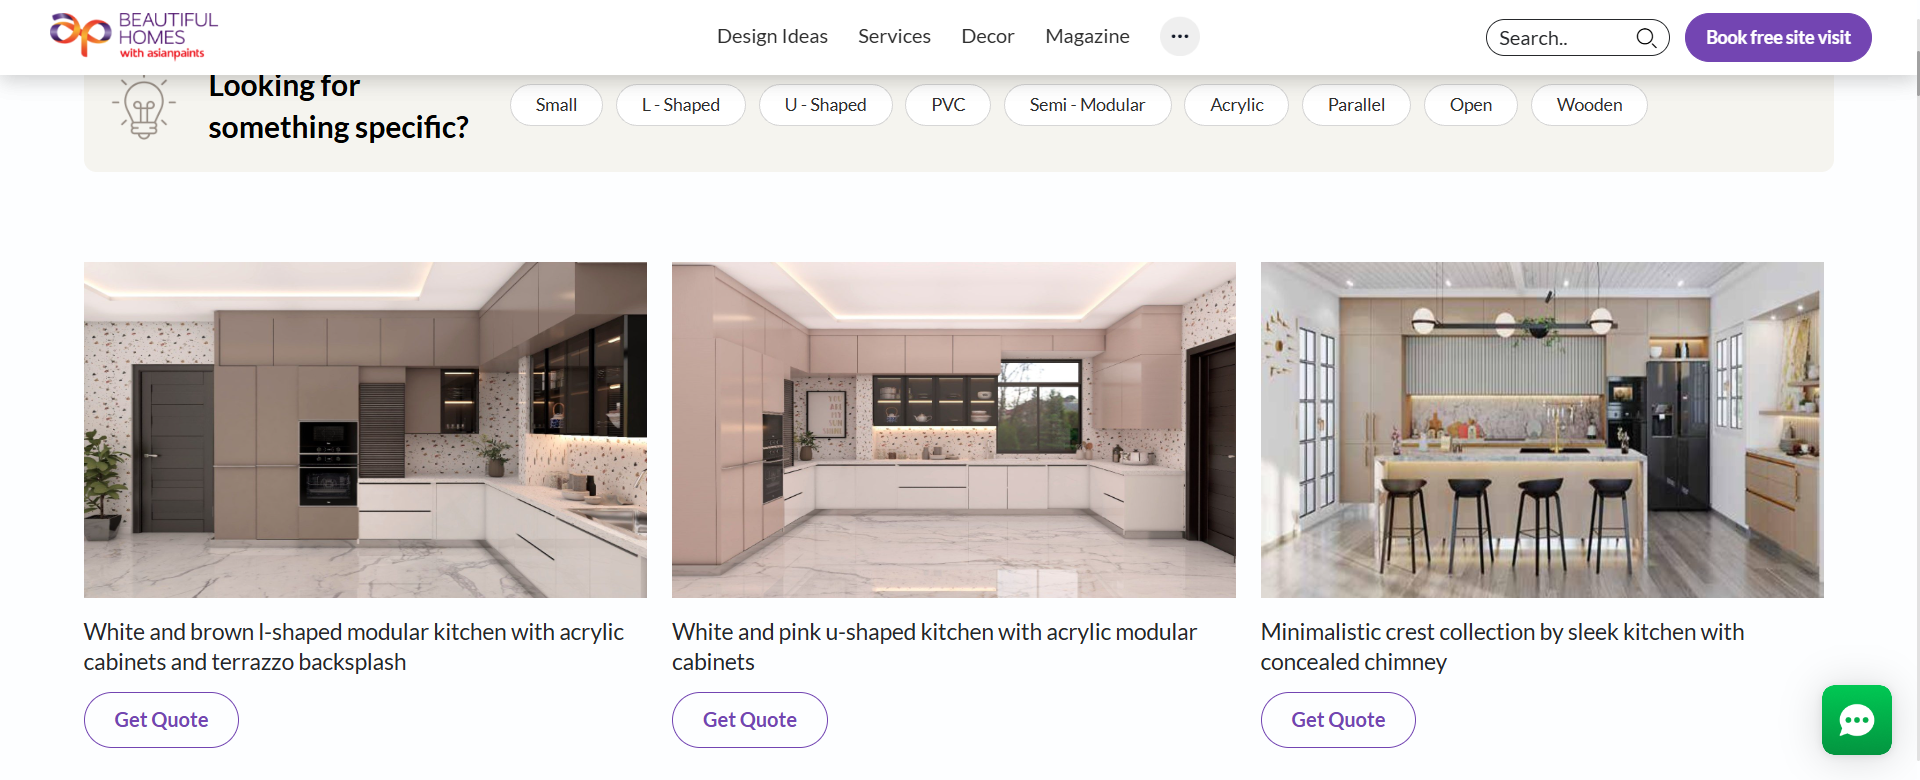 BEAUTIFUL
HOMES
with asianpaints
Design Ideas
Services
Decor
Magazine
Search..
Book free site visit
Looking for
something specific?
Small
L - Shaped
U - Shaped
PVC
Semi - Modular
Acrylic
Parallel
Open
Wooden
White and brown l-shaped modular kitchen with acrylic
cabinets and terrazzo backsplash
Get Quote
White and pink u-shaped kitchen with acrylic modular
cabinets
Get Quote
Minimalistic crest collection by sleek kitchen with
concealed chimney
Get Quote